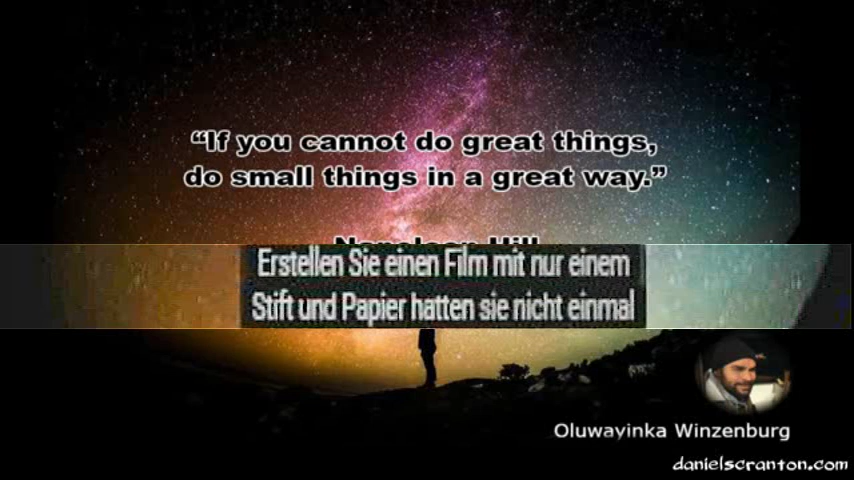 “If you cannot do great things,
do small things in a great way.”
Erstellen Sie einen Film mit nur einem
Stift und Papier hatten sie nicht einmal
Oluwayinka Winzenburg
danielscranton.com